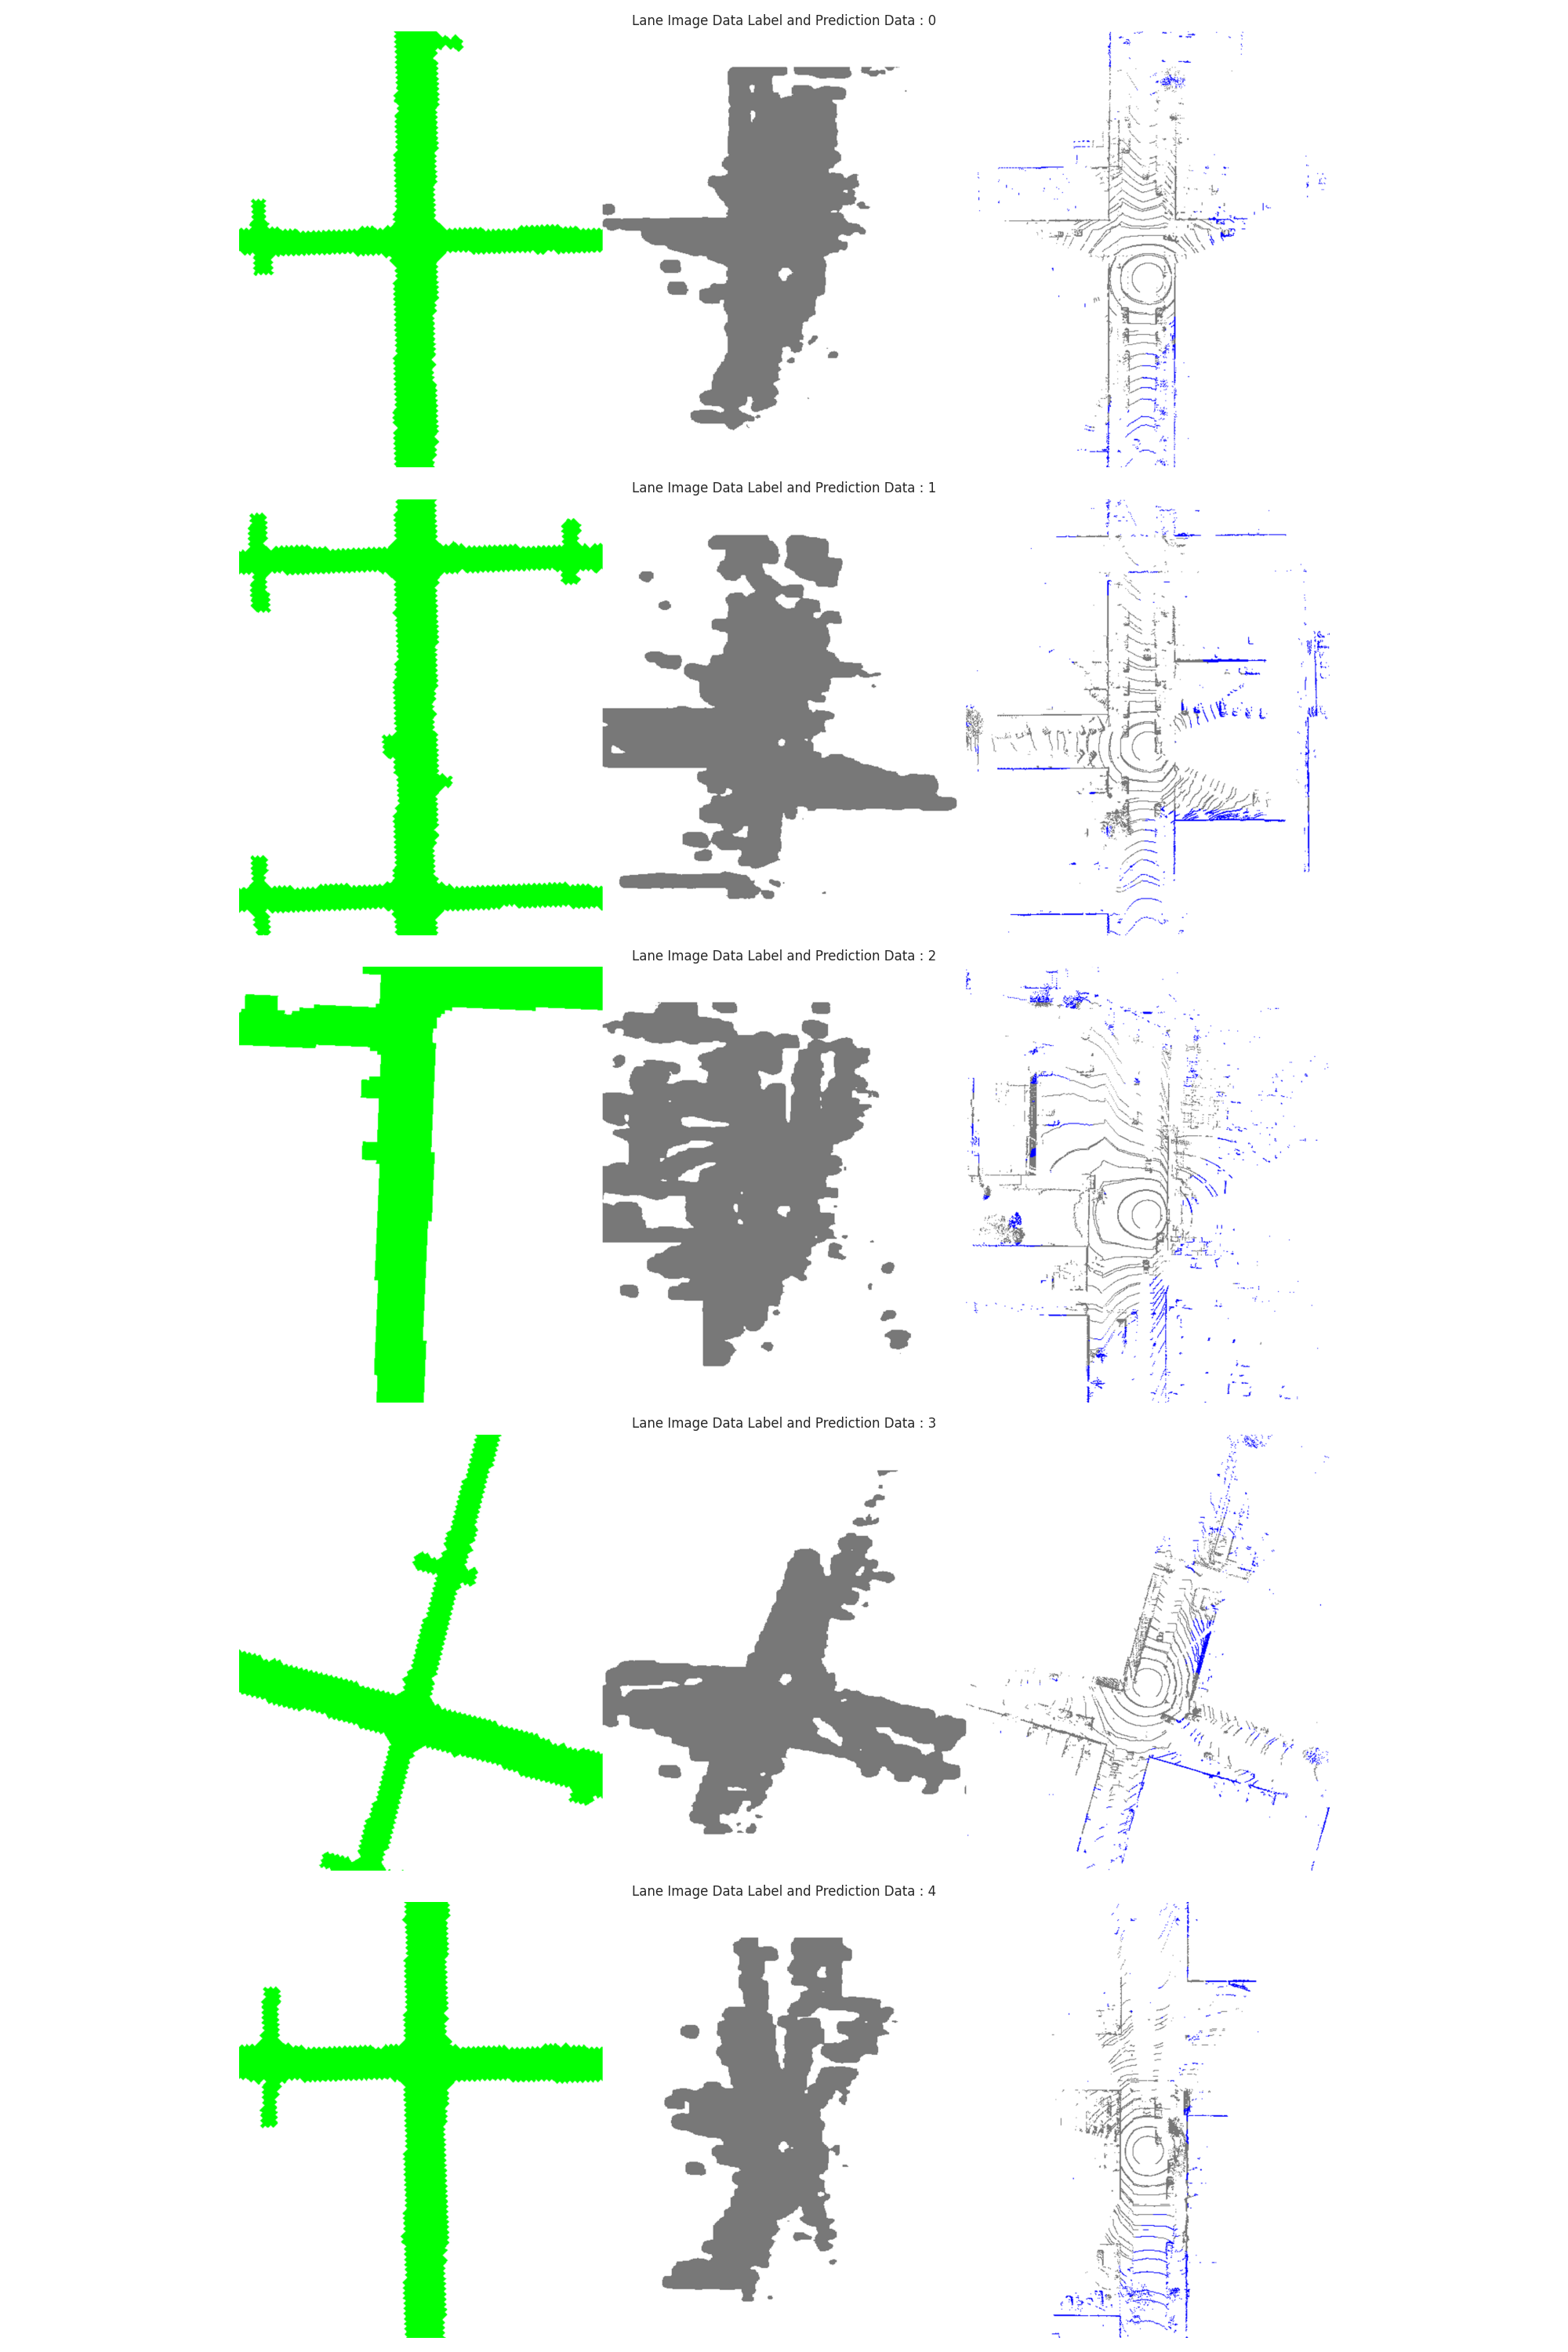 Lane Image Data Label and Prediction Data : 0
Lane Image Data Label and Prediction Data : 1
Lane Image Data Label and Prediction Data : 2
Lane Image Data Label and Prediction Data : 3
Lane Image Data Label and Prediction Data : 4